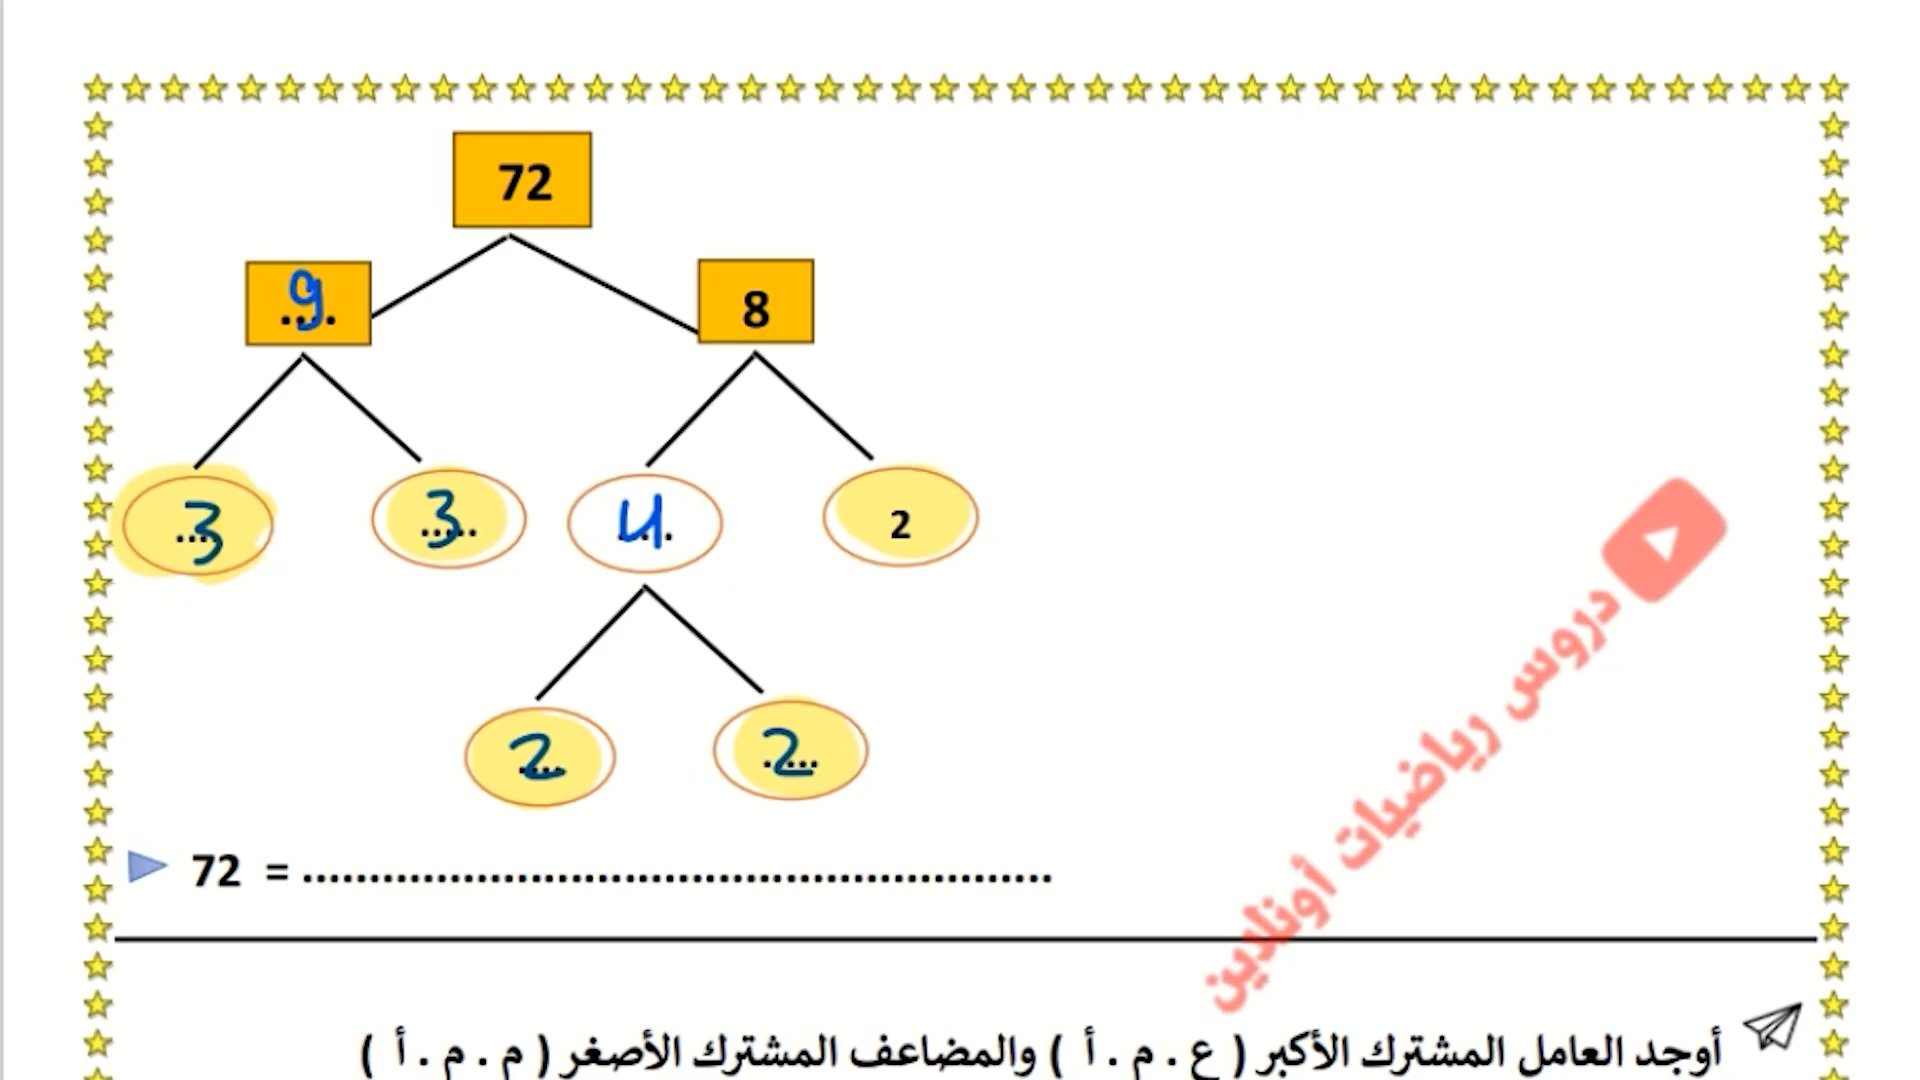 72
9 8
3 3 4 2
2 2
72 = ........................................................
أوجد العامل المشترك الأكبر ( ع . م . أ ) والمضاعف المشترك الأصغر ( م . م . أ )
دروس رياضيات أونلاين